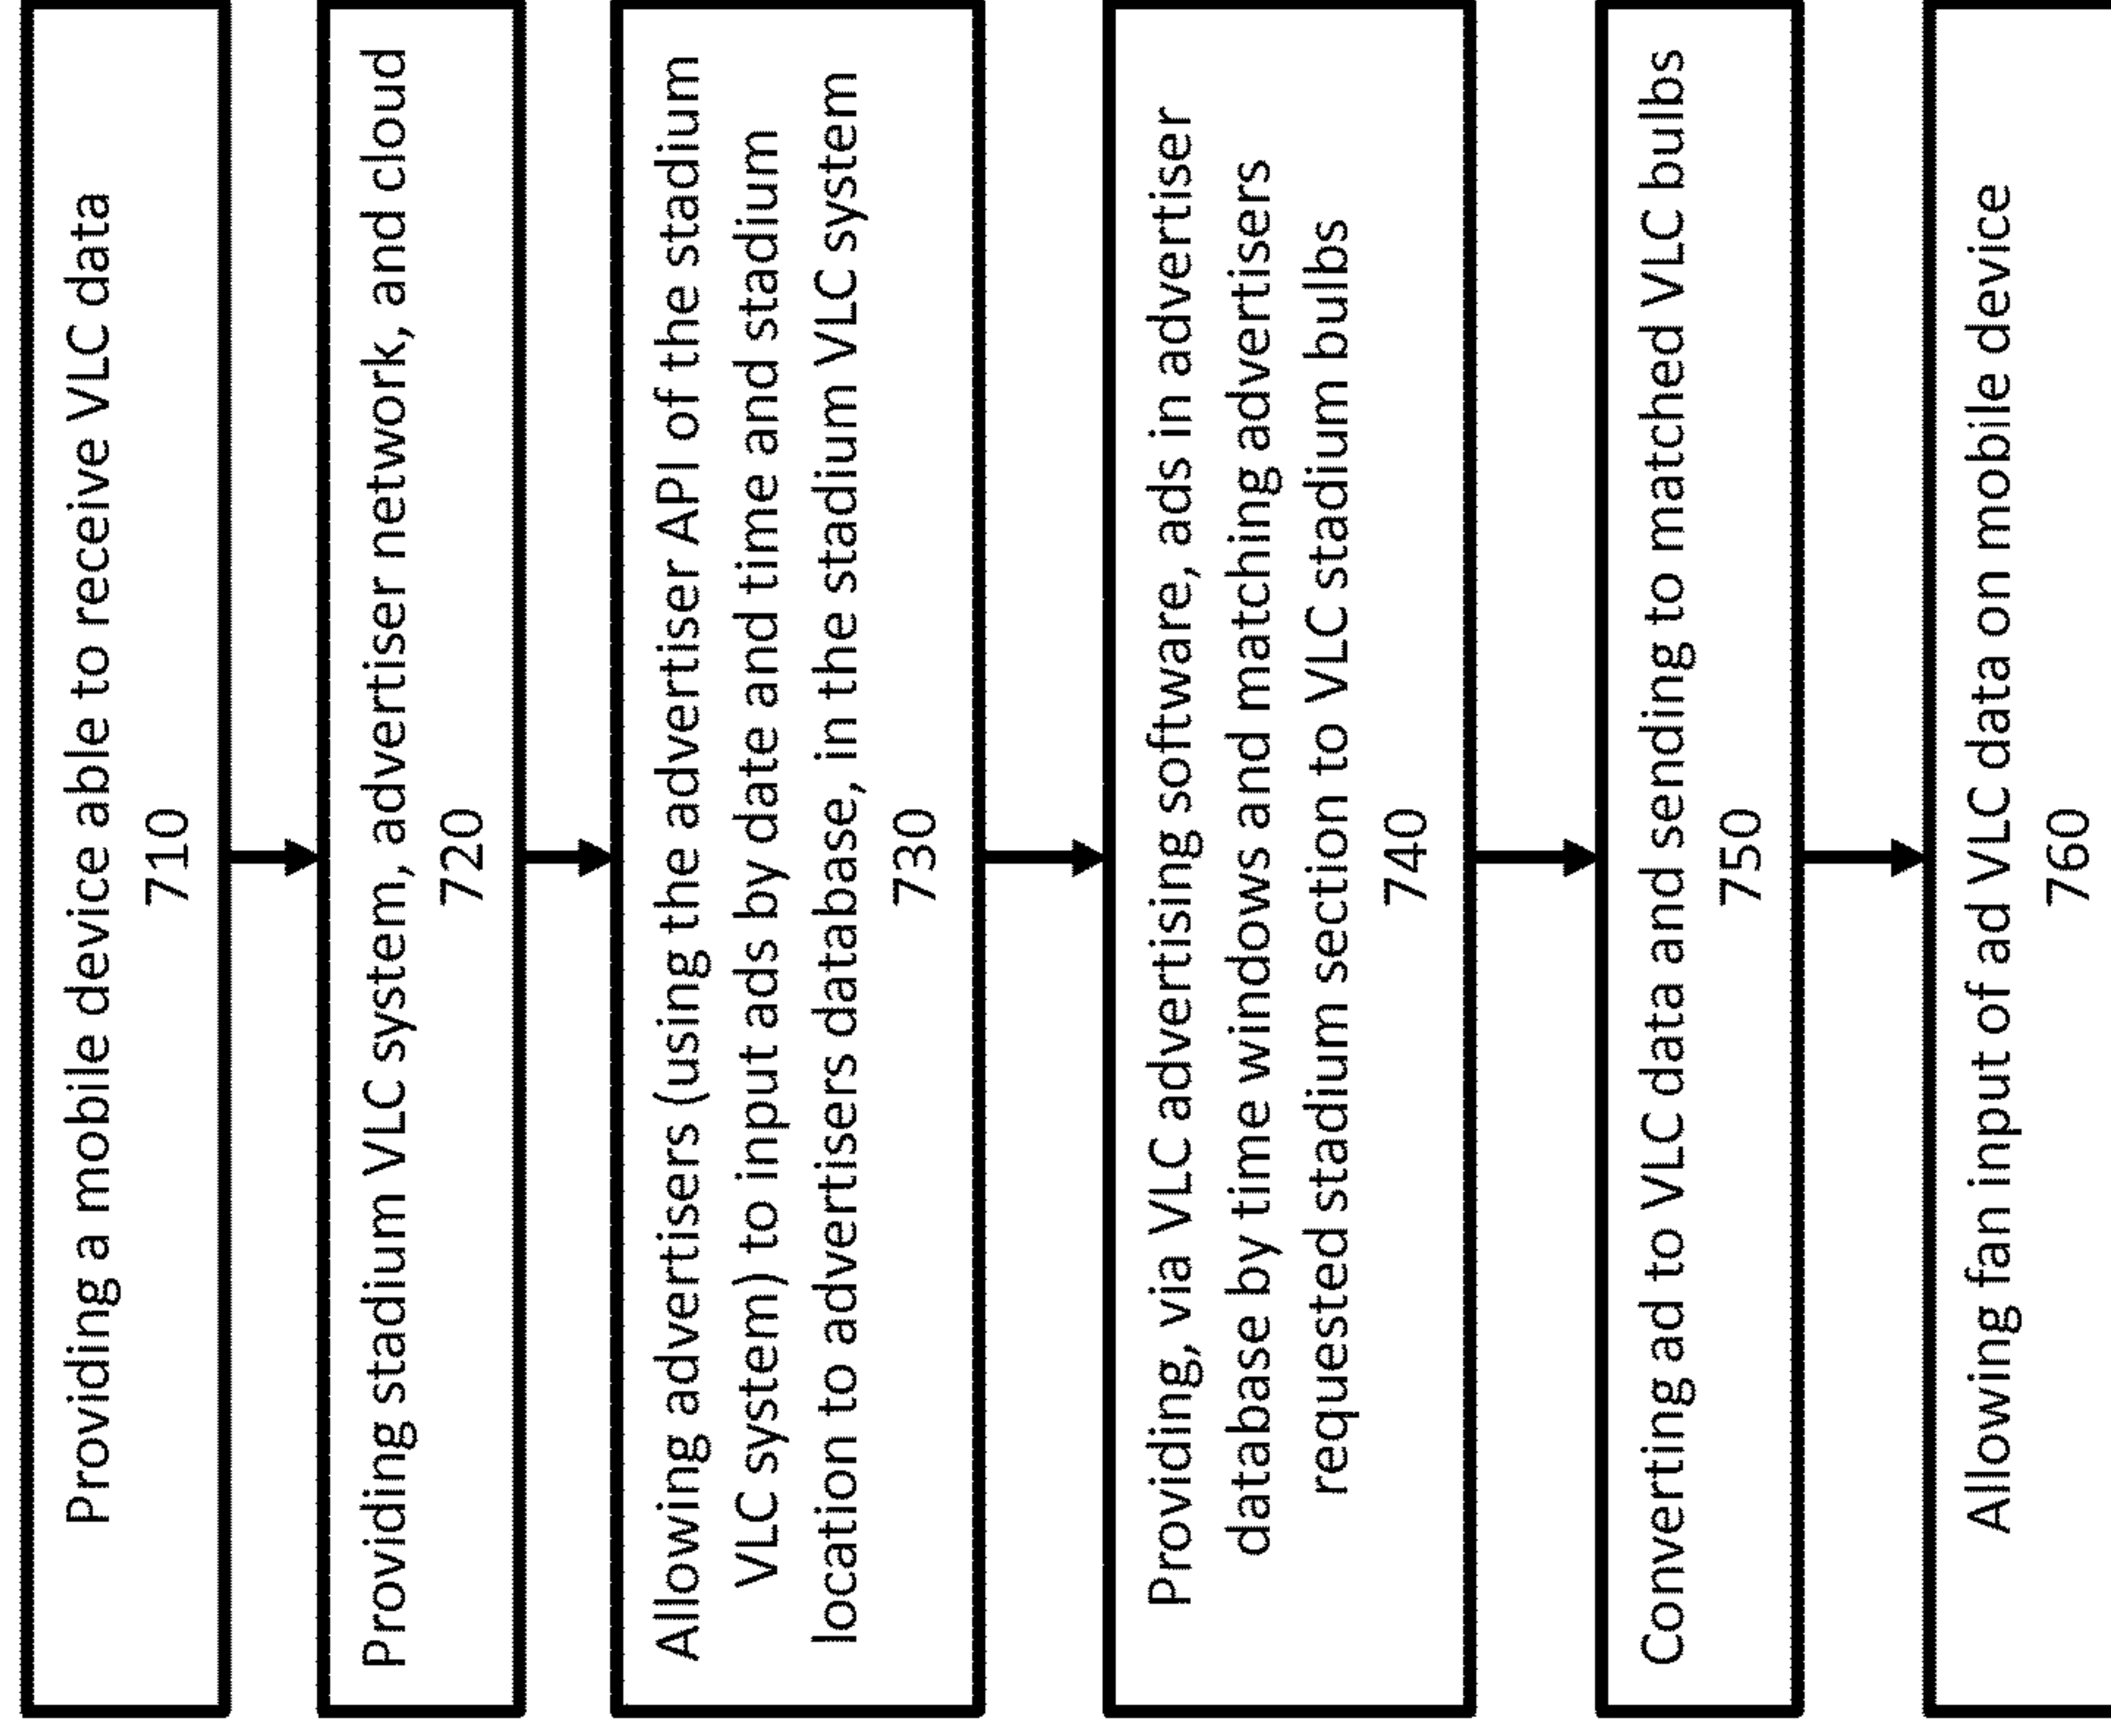 Providing a mobile device able to receive VLC data
710
Providing stadium VLC system, advertiser network, and cloud
720
Allowing advertisers (using the advertiser API of the stadium
VLC system) to input ads by date and time and stadium
location to advertisers database, in the stadium VLC system
730
Providing, via VLC advertising software, ads in advertiser
database by time windows and matching advertisers
requested stadium section to VLC stadium bulbs
740
Converting ad to VLC data and sending to matched VLC bulbs
750
Allowing fan input of ad VLC data on mobile device
760